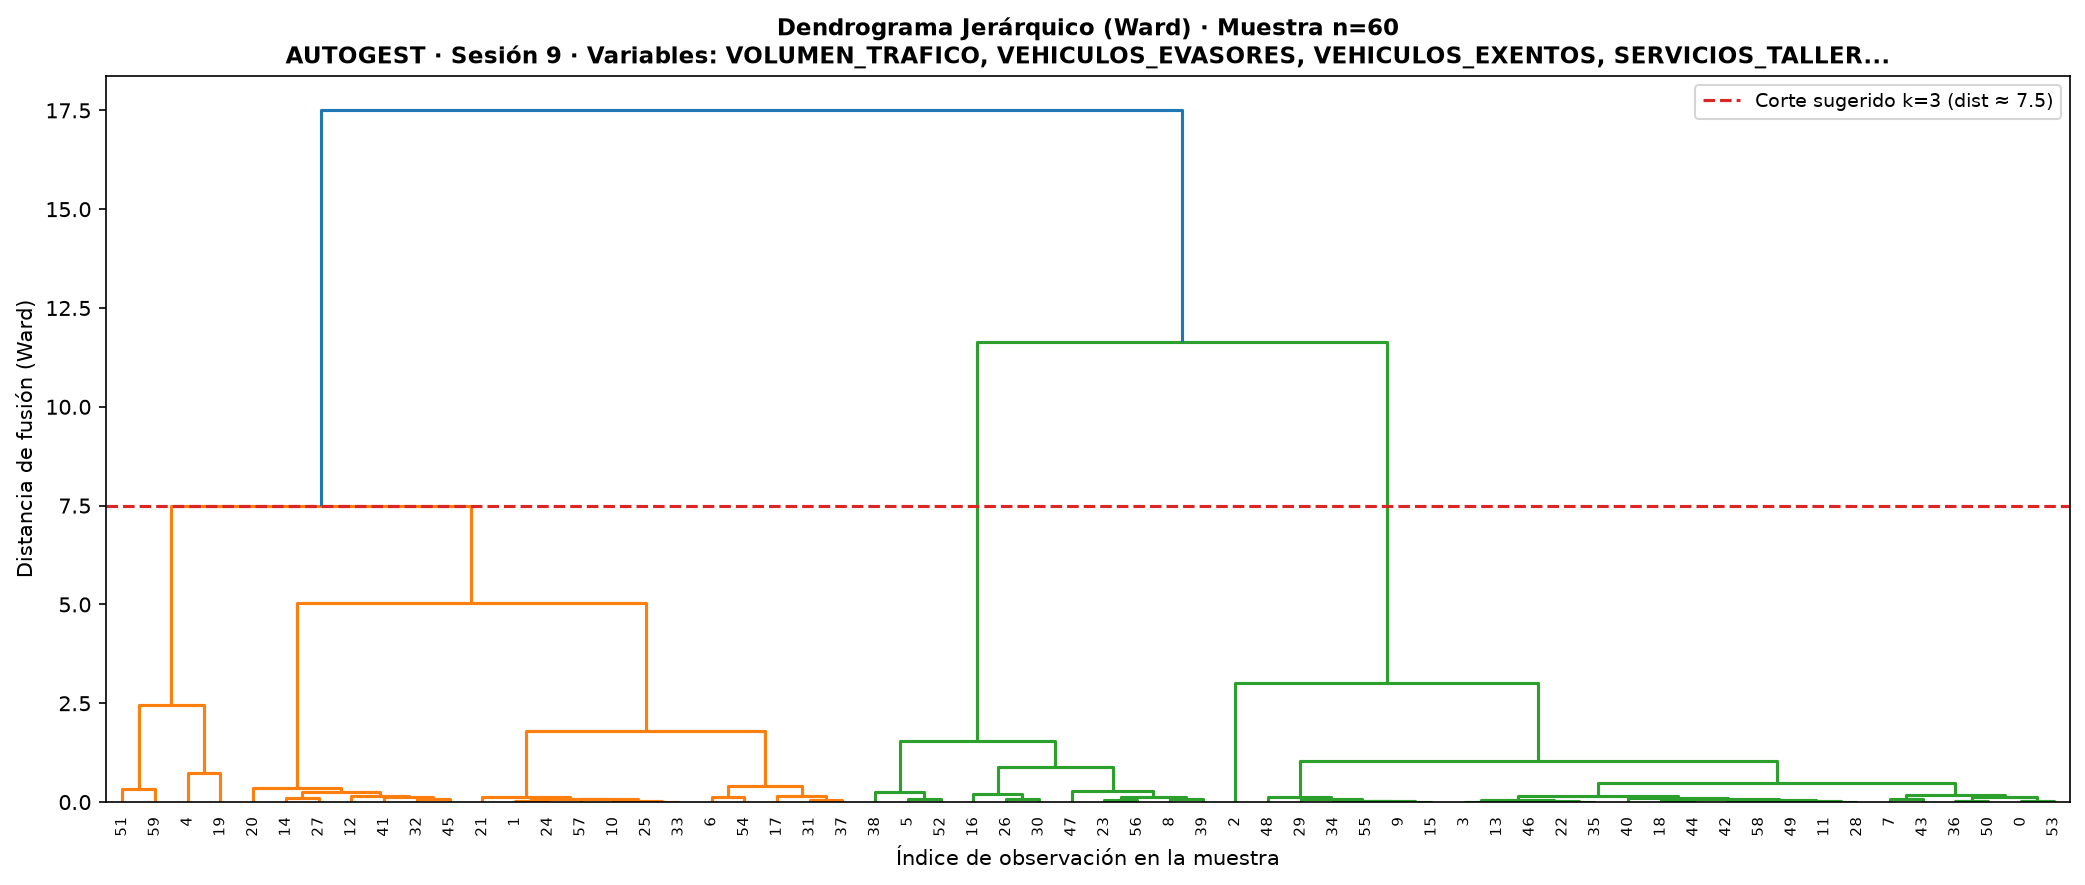 Dendrograma Jerárquico (Ward) · Muestra n=60
AUTOGEST · Sesión 9 · Variables: VOLUMEN_TRAFICO, VEHICULOS_EVASORES, VEHICULOS_EXENTOS, SERVICIOS_TALLER...
Corte sugerido k=3 (dist ≈ 7.5)
Distancia de fusión (Ward)
17.5
15.0
12.5
10.0
7.5
5.0
2.5
0.0
51 59 4 19 20 14 27 12 41 32 45 21 1 24 57 10 25 33 6 54 17 31 37 38 5 52 16 26 30 47 23 56 8 39 2 48 29 34 55 9 15 3 13 46 22 35 40 18 44 42 58 49 11 28 7 43 36 50 0 53
Índice de observación en la muestra